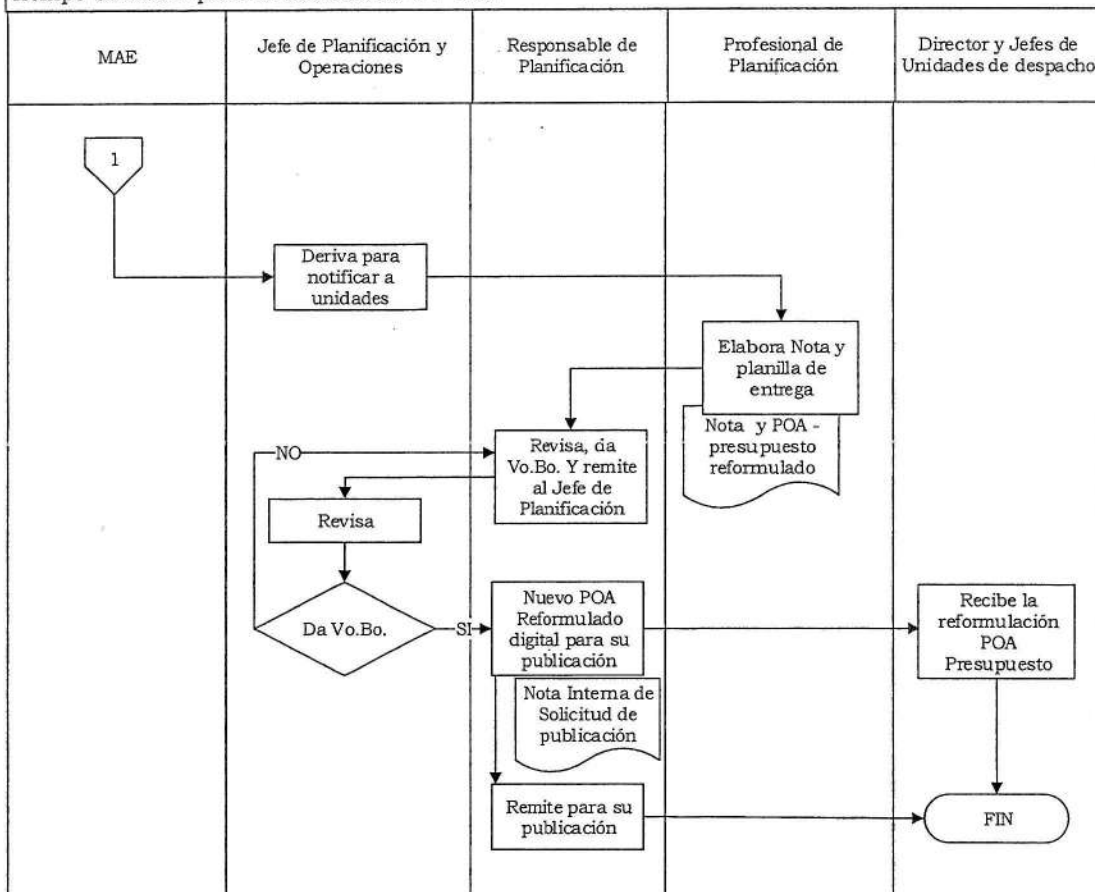 MAE
Jefe de Planificación y
Operaciones
Responsable de
Planificación
Profesional de
Planificación
Director y Jefes de
Unidades de despacho
1
Deriva para
notificar a
unidades
Elabora Nota y
planilla de
entrega
Nota y POA -
presupuesto
reformulado
Revisa, da
Vo.Bo. Y remite
al Jefe de
Planificación
NO
Revisa
Da Vo.Bo.
SI
Nuevo POA
Reformulado
digital para su
publicación
Nota Interna de
Solicitud de
publicación
Recibe la
reformulación
POA
Presupuesto
Remite para su
publicación
FIN